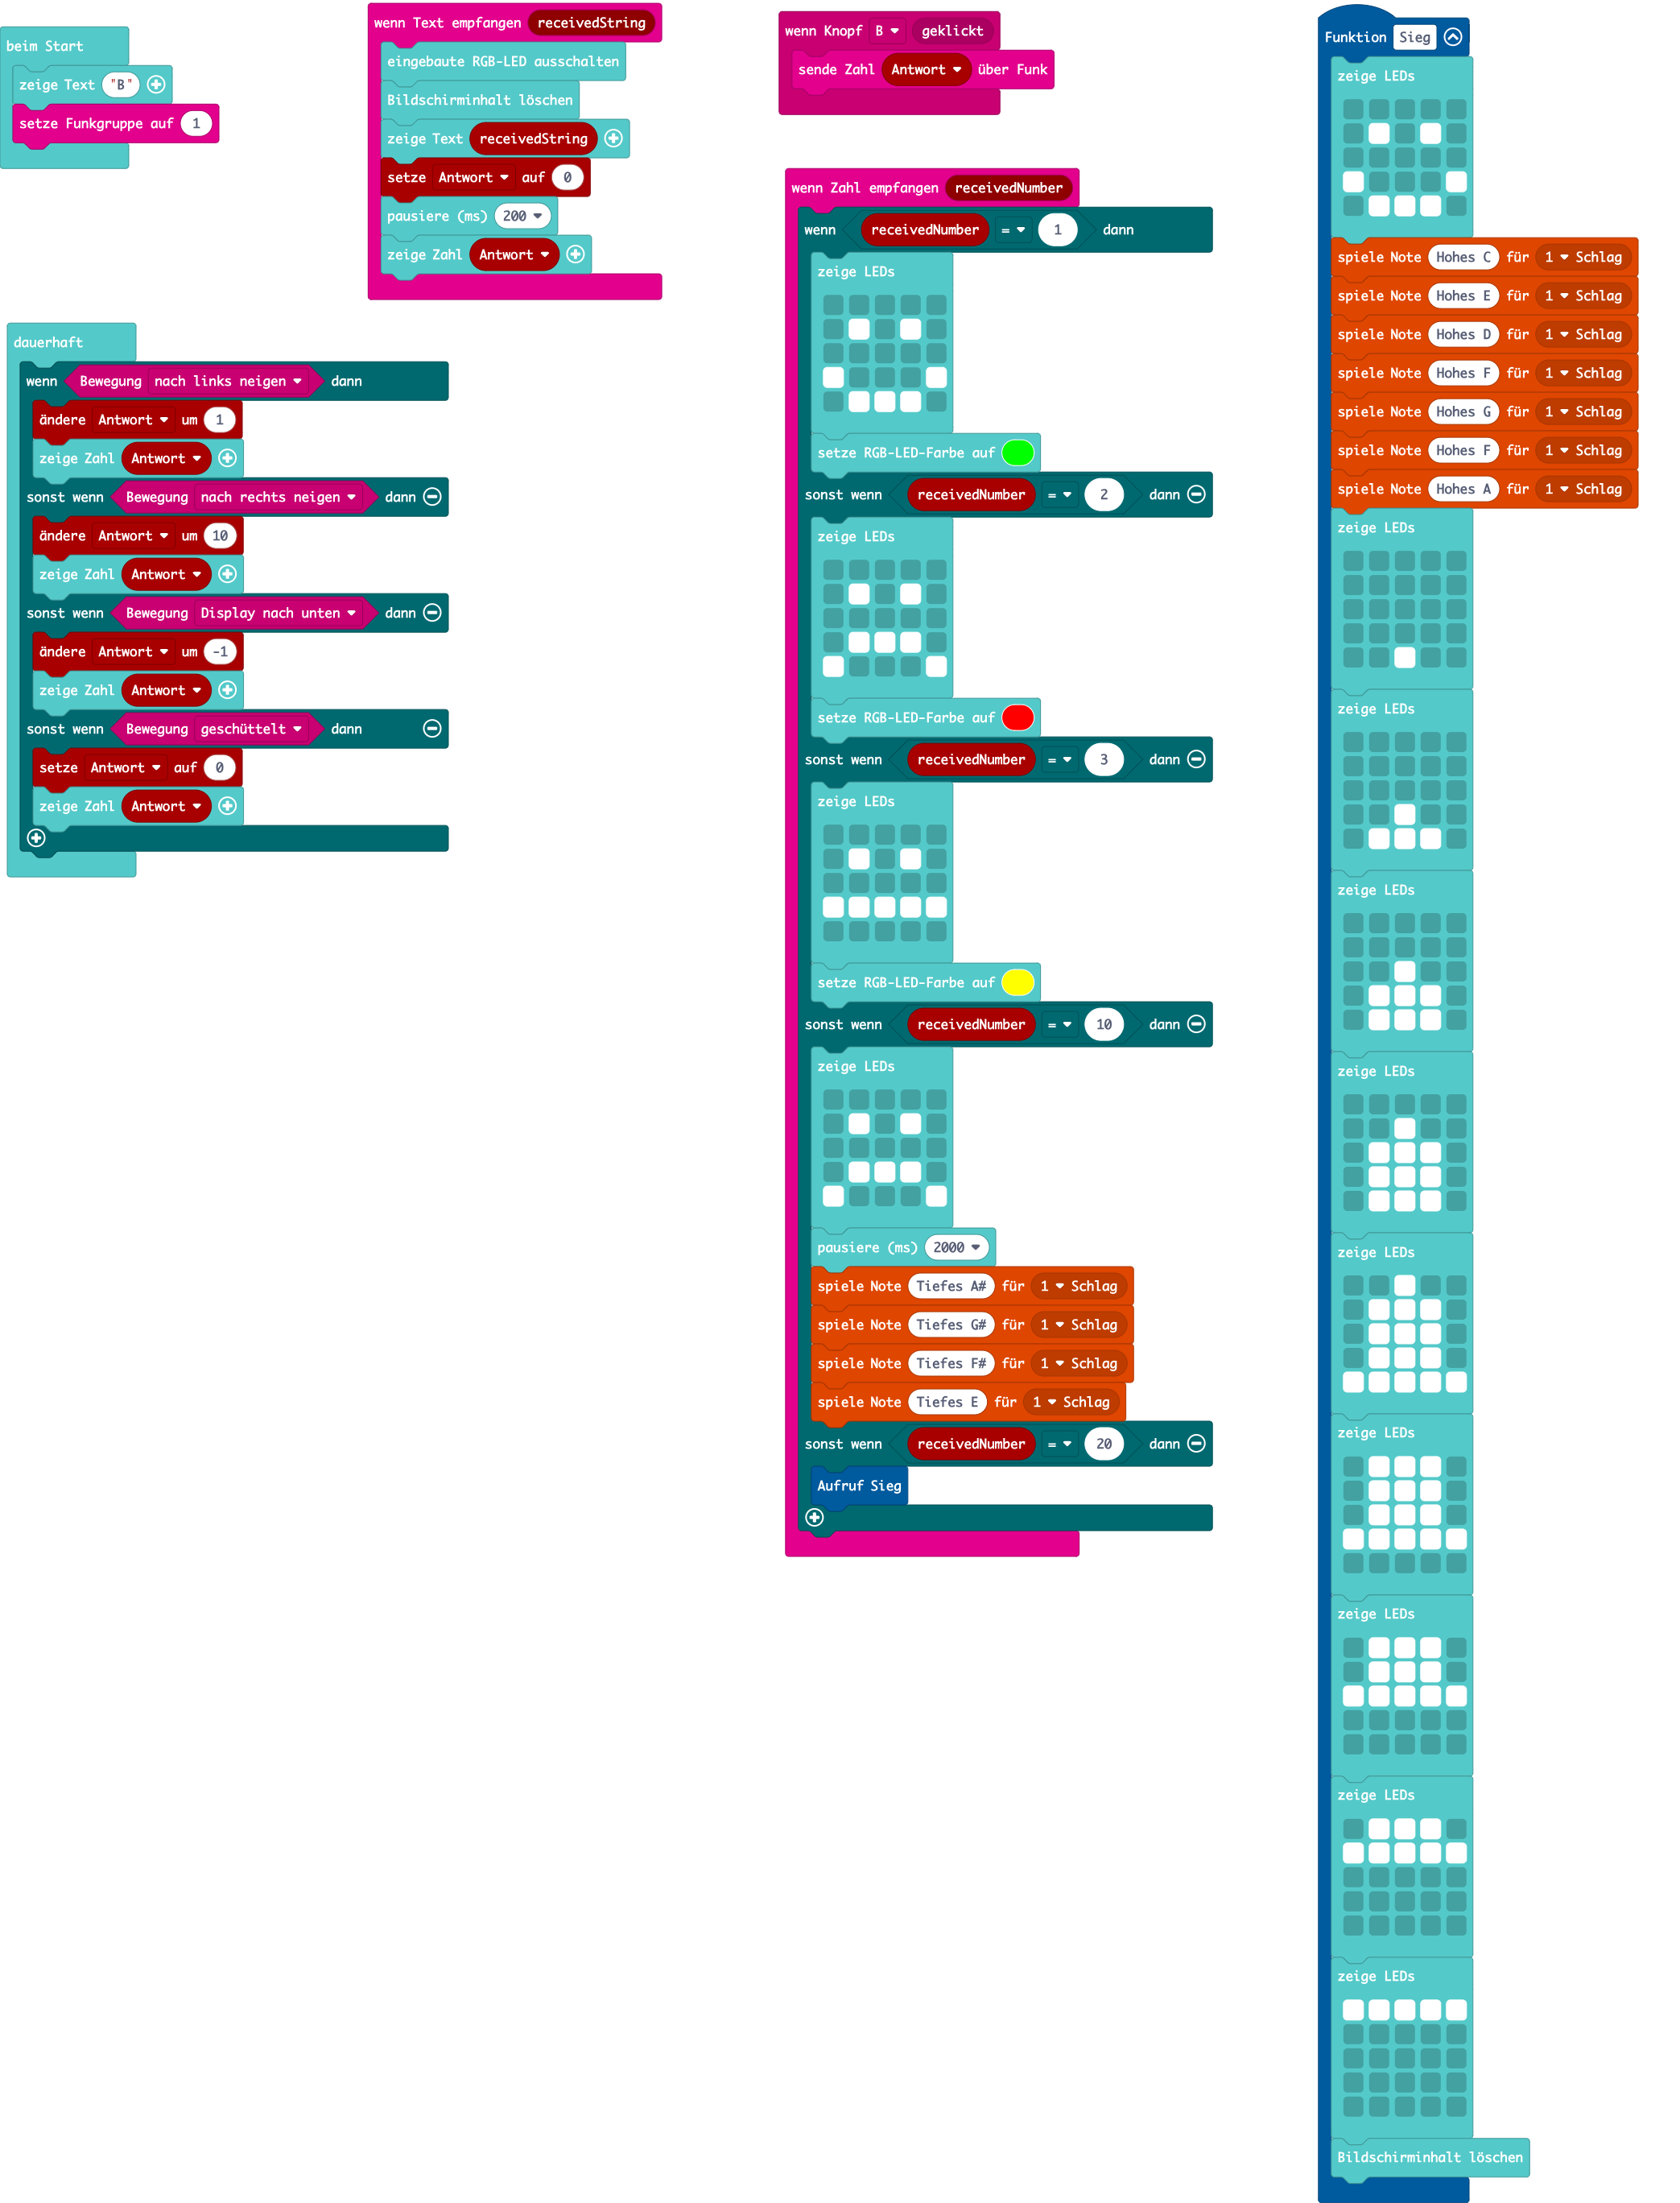 beim Start
zeige Text "B"
setze Funkgruppe auf 1
wenn Text empfangen receivedString
eingebaute RGB-LED ausschalten
Bildschirminhalt löschen
zeige Text receivedString
setze Antwort auf 0
pausiere (ms) 200
zeige Zahl Antwort
dauerhaft
wenn Bewegung nach links neigen dann
ändere Antwort um 1
zeige Zahl Antwort
sonst wenn Bewegung nach rechts neigen dann
ändere Antwort um 10
zeige Zahl Antwort
sonst wenn Bewegung Display nach unten dann
ändere Antwort um -1
zeige Zahl Antwort
sonst wenn Bewegung geschüttelt dann
setze Antwort auf 0
zeige Zahl Antwort
wenn Knopf B geklickt
sende Zahl Antwort über Funk
wenn Zahl empfangen receivedNumber
wenn receivedNumber = 1 dann
zeige LEDs
setze RGB-LED-Farbe auf
sonst wenn receivedNumber = 2 dann
zeige LEDs
setze RGB-LED-Farbe auf
sonst wenn receivedNumber = 3 dann
zeige LEDs
setze RGB-LED-Farbe auf
sonst wenn receivedNumber = 10 dann
zeige LEDs
pausiere (ms) 2000
spiele Note Tiefes A# für 1 Schlag
spiele Note Tiefes G# für 1 Schlag
spiele Note Tiefes F# für 1 Schlag
spiele Note Tiefes E für 1 Schlag
sonst wenn receivedNumber = 20 dann
Aufruf Sieg
Funktion Sieg
zeige LEDs
spiele Note Hohes C für 1 Schlag
spiele Note Hohes E für 1 Schlag
spiele Note Hohes D für 1 Schlag
spiele Note Hohes F für 1 Schlag
spiele Note Hohes G für 1 Schlag
spiele Note Hohes F für 1 Schlag
spiele Note Hohes A für 1 Schlag
zeige LEDs
zeige LEDs
zeige LEDs
zeige LEDs
zeige LEDs
zeige LEDs
zeige LEDs
zeige LEDs
zeige LEDs
Bildschirminhalt löschen